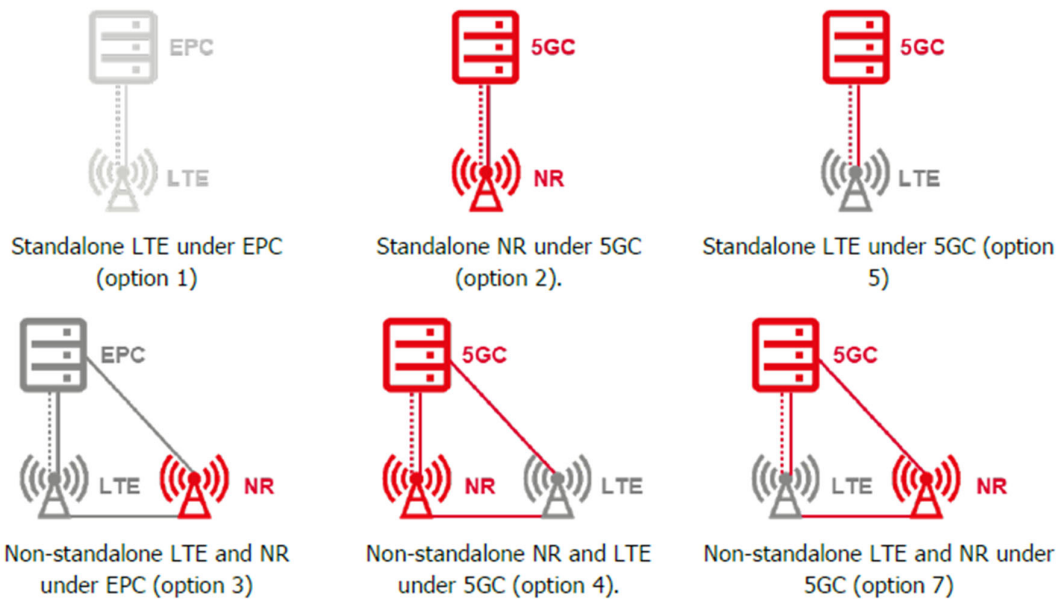 EPC
LTE
Standalone LTE under EPC
(option 1)
5GC
NR
Standalone NR under 5GC
(option 2).
5GC
LTE
Standalone LTE under 5GC (option
5)
EPC
LTE
NR
Non-standalone LTE and NR
under EPC (option 3)
5GC
NR
LTE
Non-standalone NR and LTE
under 5GC (option 4).
5GC
LTE
NR
Non-standalone LTE and NR under
5GC (option 7)